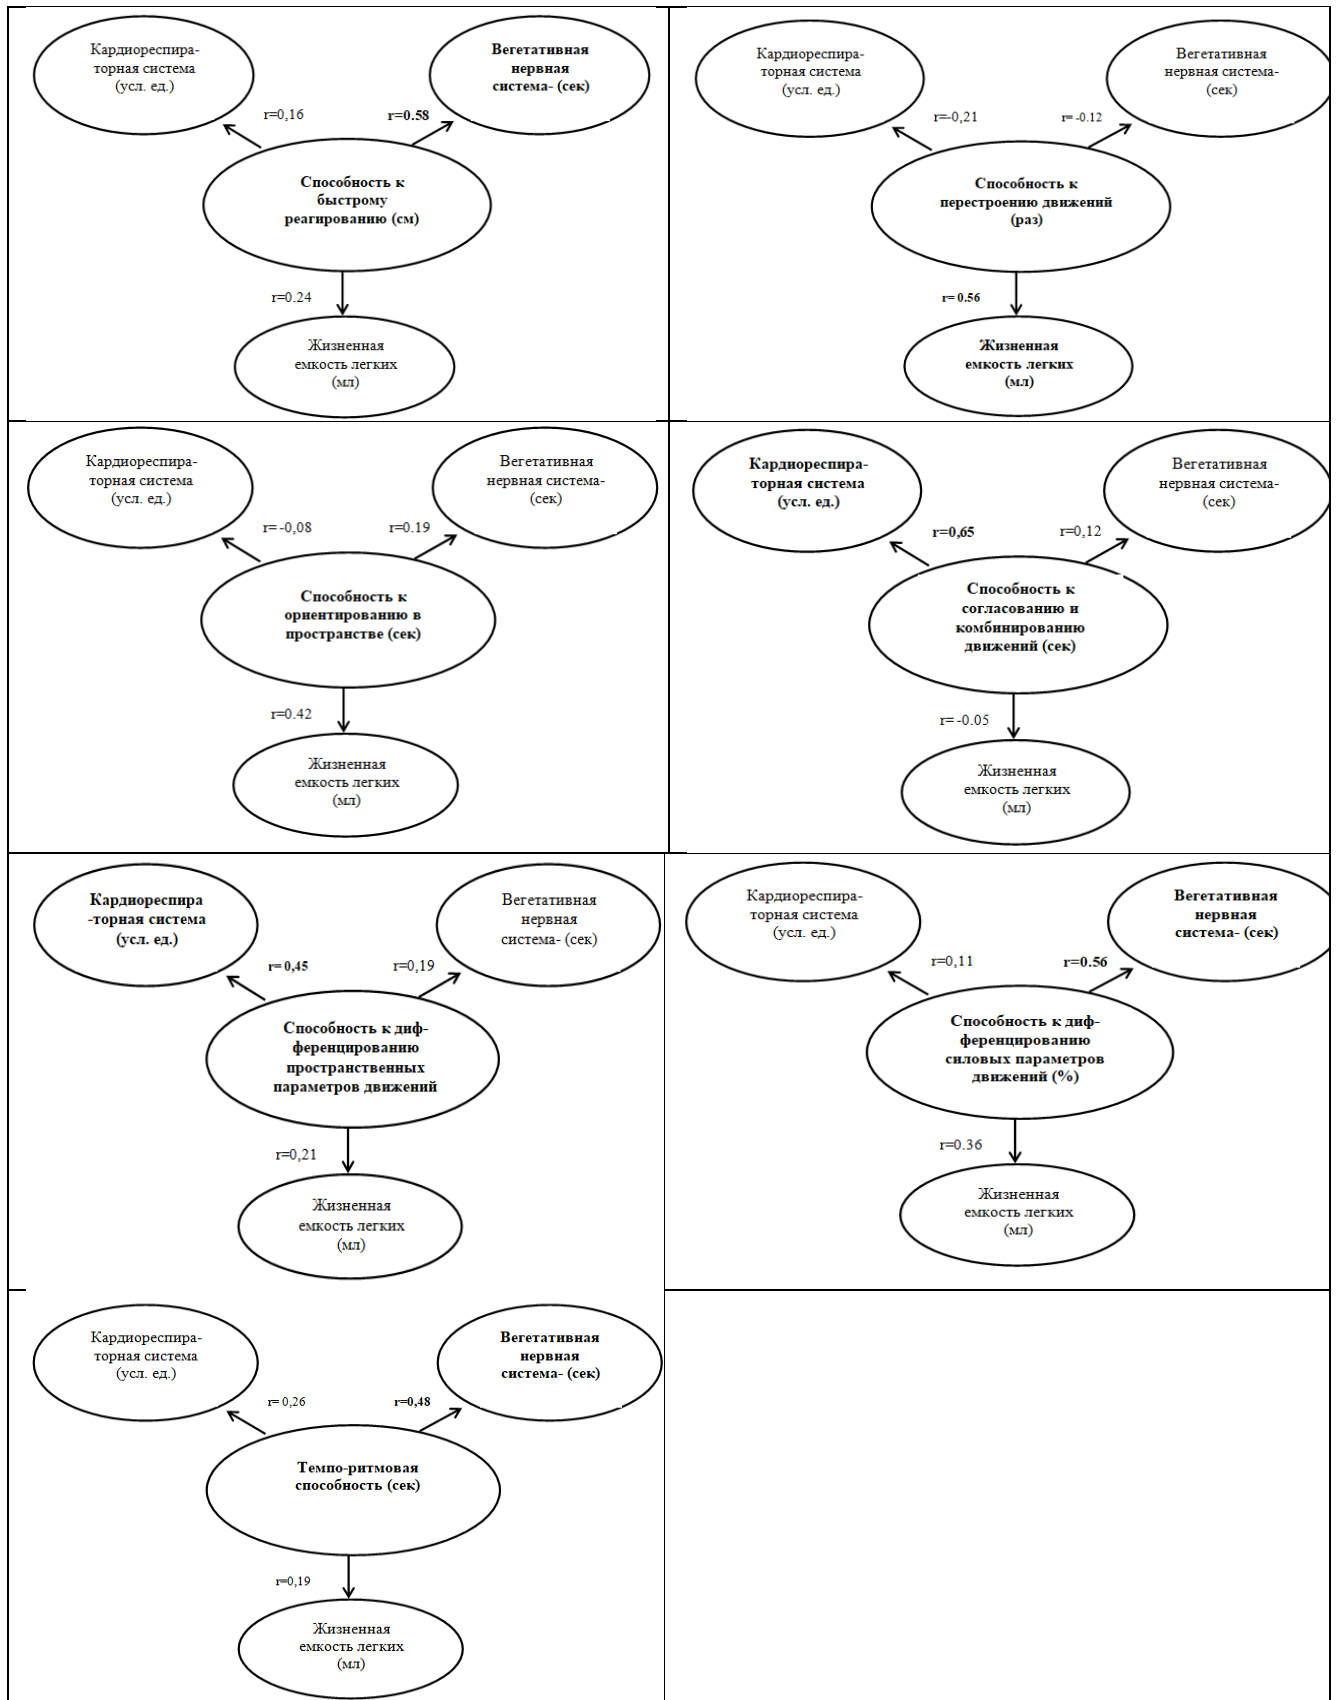 Кардиореспира-
торная система
(усл. ед.)
Вегетативная
нервная
система- (сек)
r=0,16
r=0.58
Способность к
быстрому
реагированию (см)
r=0.24
Жизненная
емкость легких
(мл)
Кардиореспира-
торная система
(усл. ед.)
Вегетативная
нервная система-
(сек)
r=-0,21
r= -0.12
Способность к
перестроению движений
(раз)
r= 0.56
Жизненная
емкость легких
(мл)
Кардиореспира-
торная система
(усл. ед.)
Вегетативная
нервная система-
(сек)
r= -0,08
r=0.19
Способность к
ориентированию в
пространстве (сек)
r=0.42
Жизненная
емкость легких
(мл)
Кардиореспира-
торная система
(усл. ед.)
Вегетативная
нервная система-
(сек)
r=0,65
r=0,12
Способность к
согласованию и
комбинированию
движений (сек)
r= -0.05
Жизненная
емкость легких
(мл)
Кардиореспира
-торная система
(усл. ед.)
Вегетативная
нервная
система- (сек)
r= 0,45
r=0,19
Способность к диф-
ференцированию
пространственных
параметров движений
r=0,21
Жизненная
емкость легких
(мл)
Кардиореспира-
торная система
(усл. ед.)
Вегетативная
нервная
система- (сек)
r=0,11
r=0.56
Способность к диф-
ференцированию
силовых параметров
движений (%)
r=0.36
Жизненная
емкость легких
(мл)
Кардиореспира-
торная система
(усл. ед.)
Вегетативная
нервная
система- (сек)
r= 0,26
r=0,48
Темпо-ритмовая
способность (сек)
r=0,19
Жизненная
емкость легких
(мл)